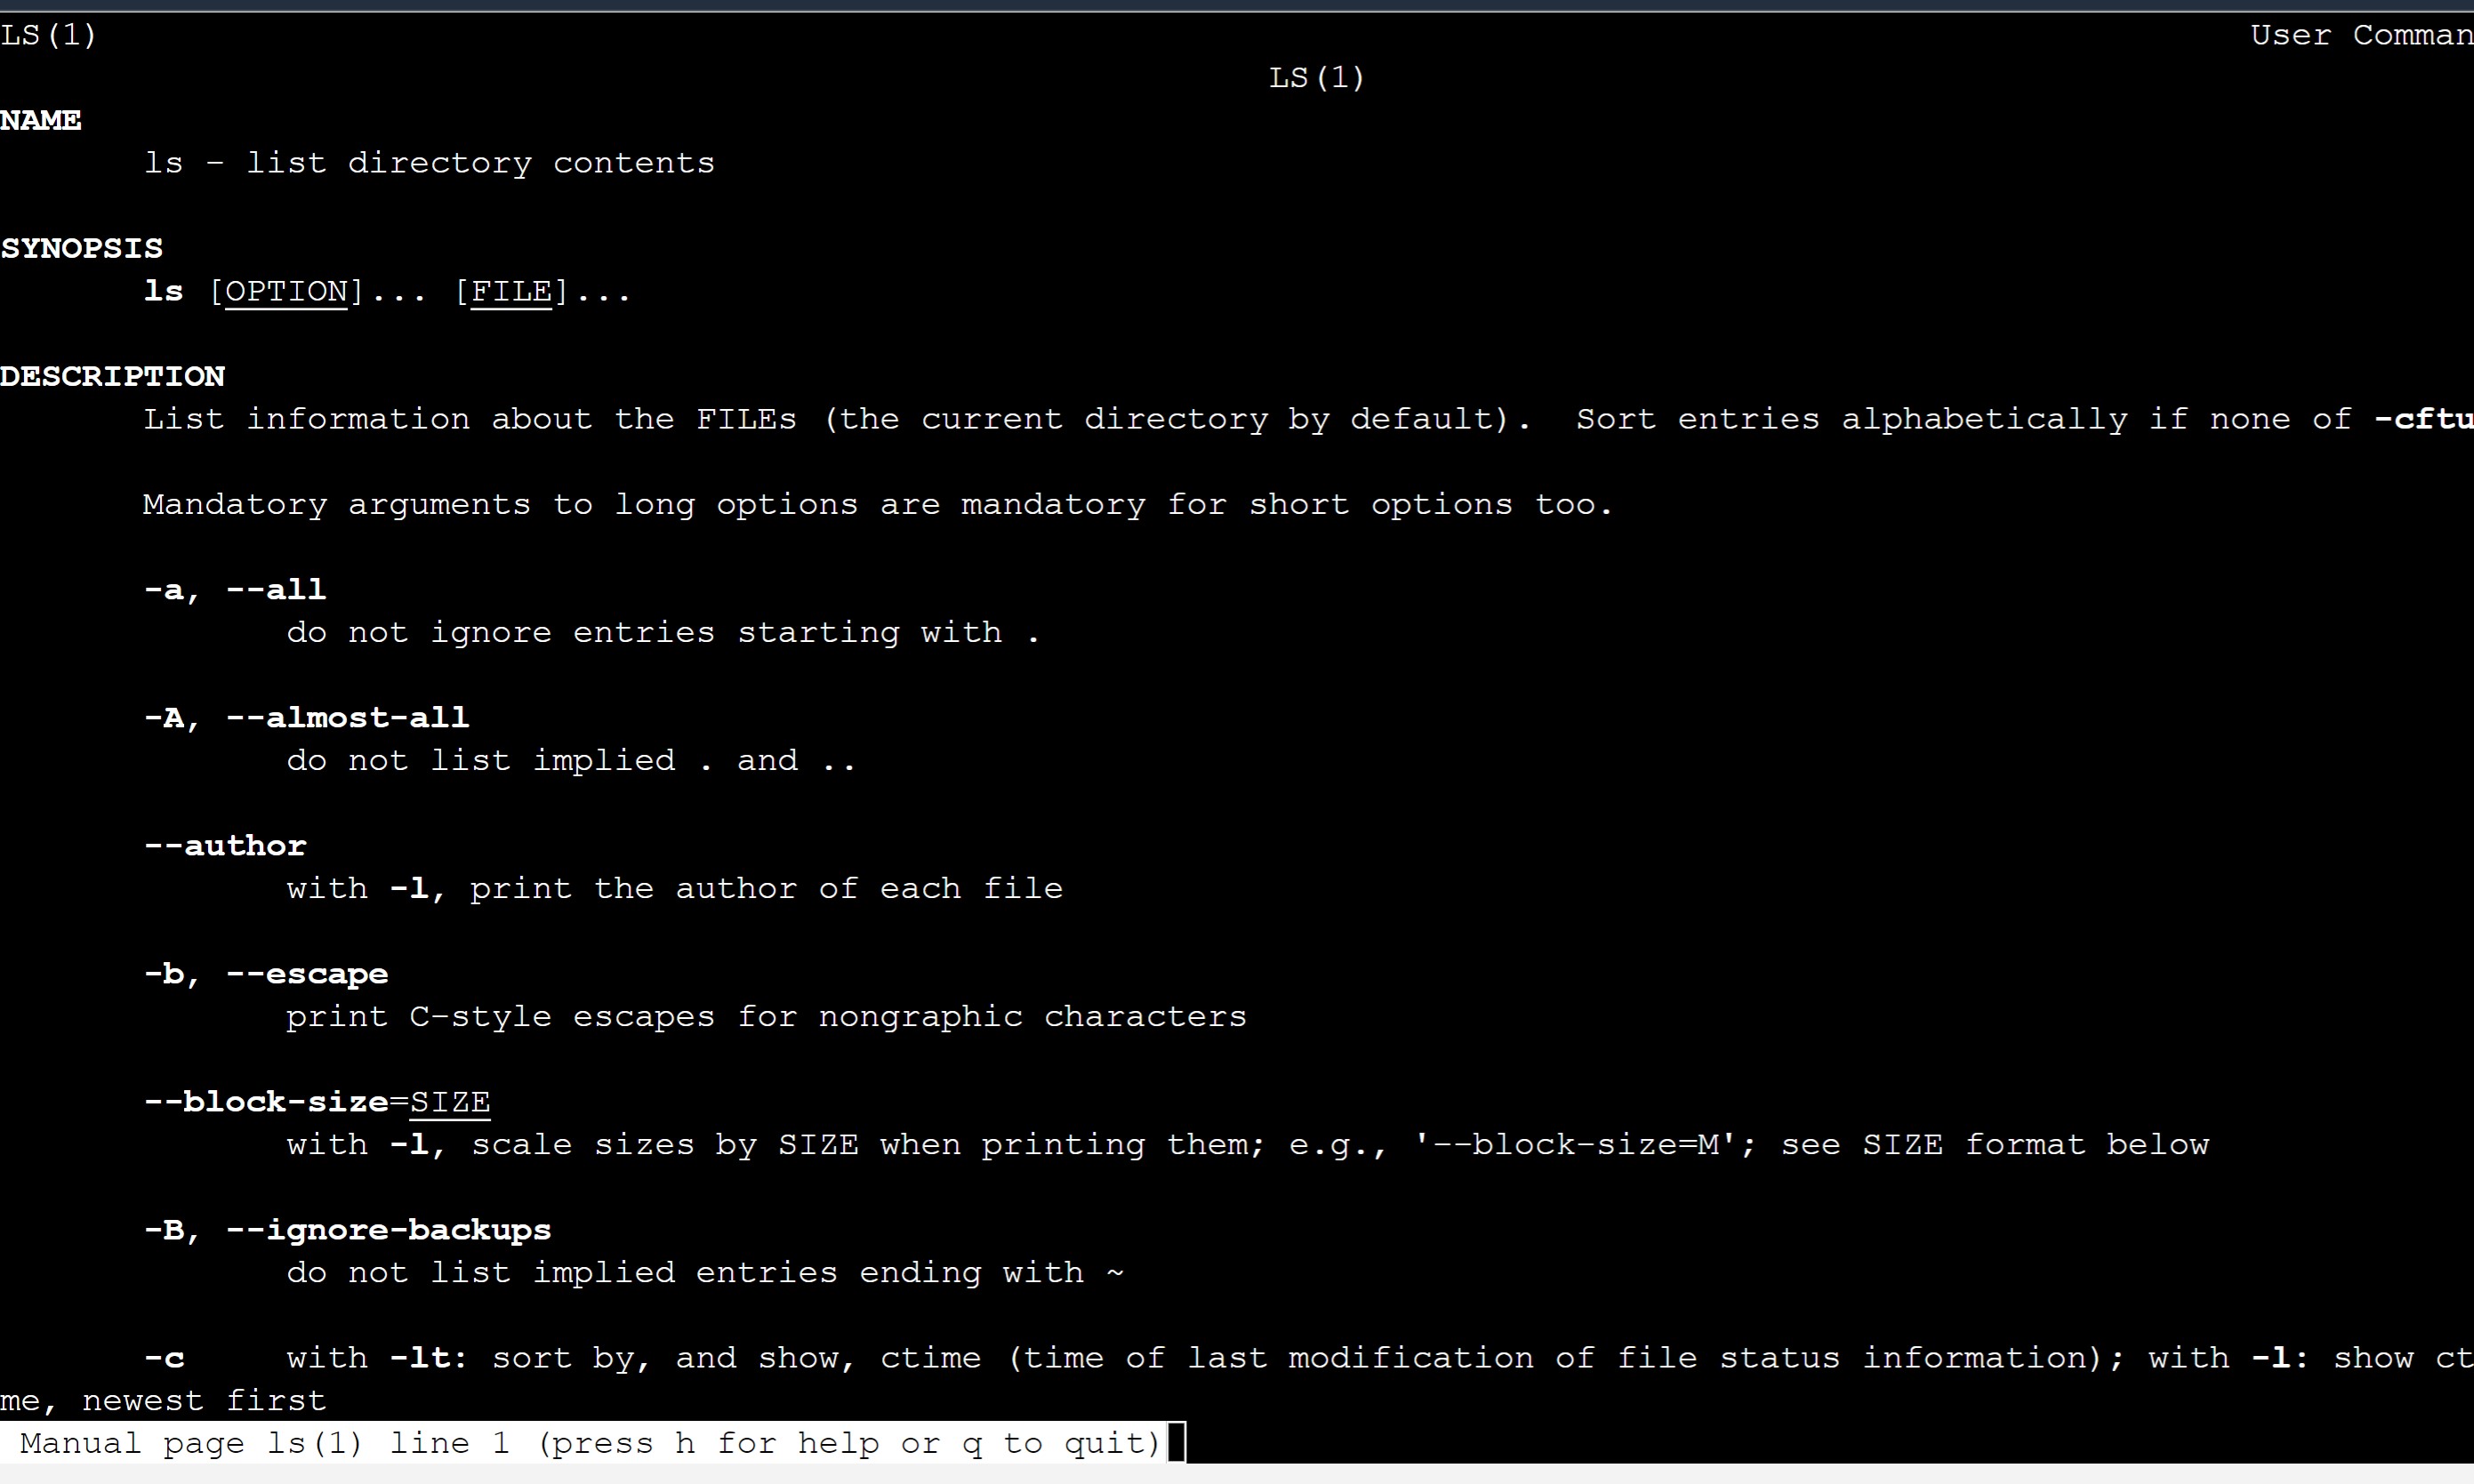 LS(1) User Comman
LS(1)
NAME
ls - list directory contents
SYNOPSIS
ls [OPTION]... [FILE]...
DESCRIPTION
List information about the FILEs (the current directory by default). Sort entries alphabetically if none of -cftu
Mandatory arguments to long options are mandatory for short options too.
-a, --all
do not ignore entries starting with .
-A, --almost-all
do not list implied . and ..
--author
with -l, print the author of each file
-b, --escape
print C-style escapes for nongraphic characters
--block-size=SIZE
with -l, scale sizes by SIZE when printing them; e.g., '--block-size=M'; see SIZE format below
-B, --ignore-backups
do not list implied entries ending with ~
-c with -lt: sort by, and show, ctime (time of last modification of file status information); with -l: show ct
me, newest first
Manual page ls(1) line 1 (press h for help or q to quit)